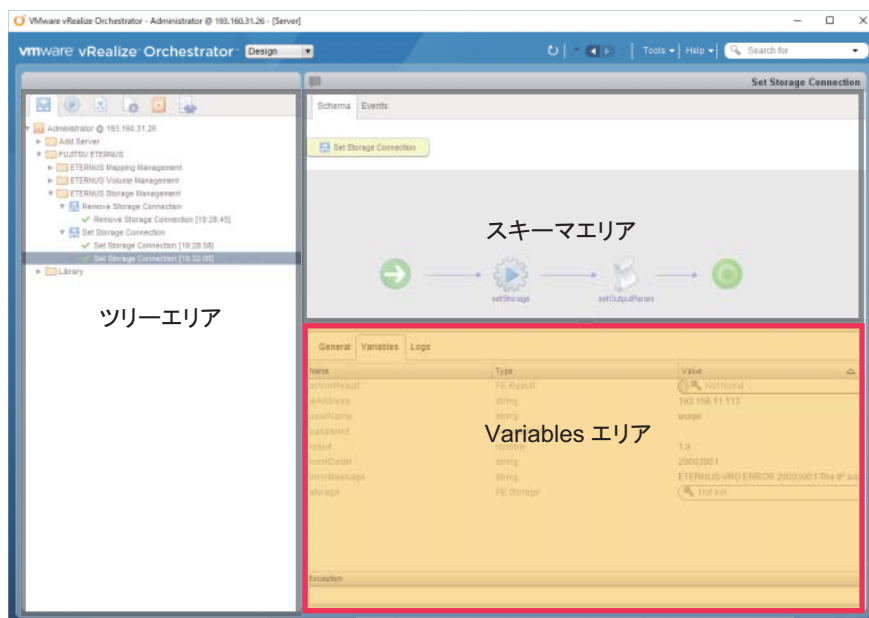 VMware vRealize Orchestrator - Administrator @ 193.160.31.26 - [Server]
vmware vRealize Orchestrator Design
Tools Help Search for
Set Storage Connection
Schema Events
Set Storage Connection
Administrator @ 193.160.31.26
Add Server
FUJITSU ETERNUS
ETERNUS Mapping Management
ETERNUS Volume Management
ETERNUS Storage Management
Remove Storage Connection
Remove Storage Connection [19:28:45]
Set Storage Connection
Set Storage Connection [19:28:58]
Set Storage Connection [19:32:00]
Library
ツリーエリア
スキーマエリア
setStorage setOutputParam
General Variables Logs
Name Type Value
actionResult FE:Result Not found
ipAddress string 192.168.11.113
userName string
password
result number 1.0
errorDetail string 20003001
errorMessage string ETERNUS-VRO ERROR:20003001:The IP
storage FE:Storage Not set
Variables エリア
Exception